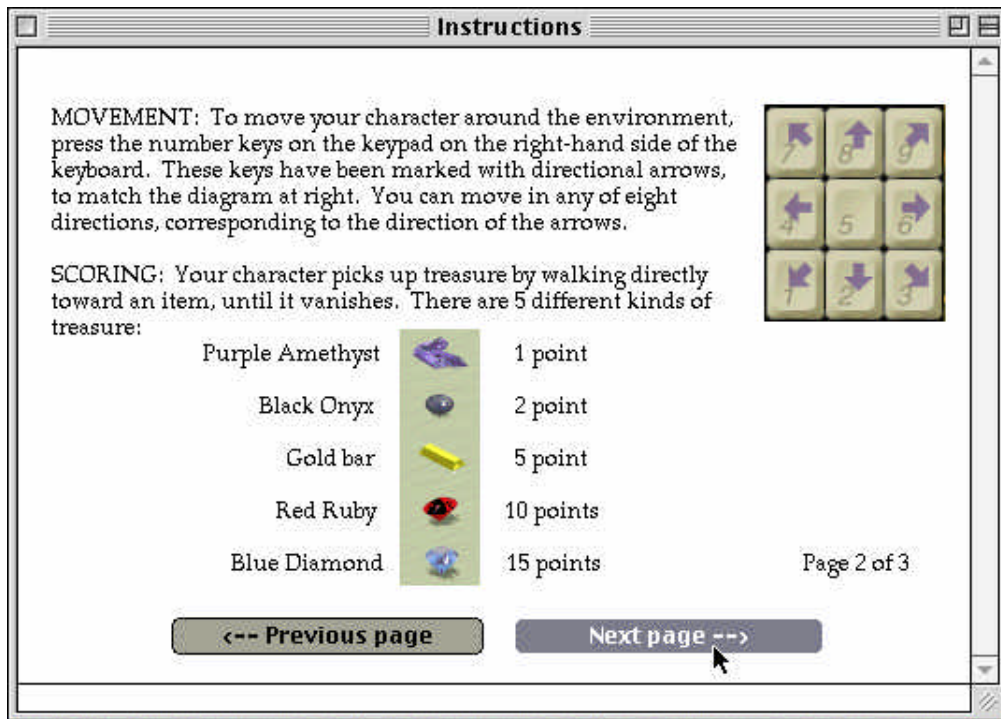 Instructions
MOVEMENT: To move your character around the environment,
press the number keys on the keypad on the right-hand side of the
keyboard. These keys have been marked with directional arrows,
to match the diagram at right. You can move in any of eight
directions, corresponding to the direction of the arrows.
7 8 9
4 5 6
1 2 3
SCORING: Your character picks up treasure by walking directly
toward an item, until it vanishes. There are 5 different kinds of
treasure:
Purple Amethyst 1 point
Black Onyx 2 point
Gold bar 5 point
Red Ruby 10 points
Blue Diamond 15 points
Page 2 of 3
<-- Previous page
Next page -->